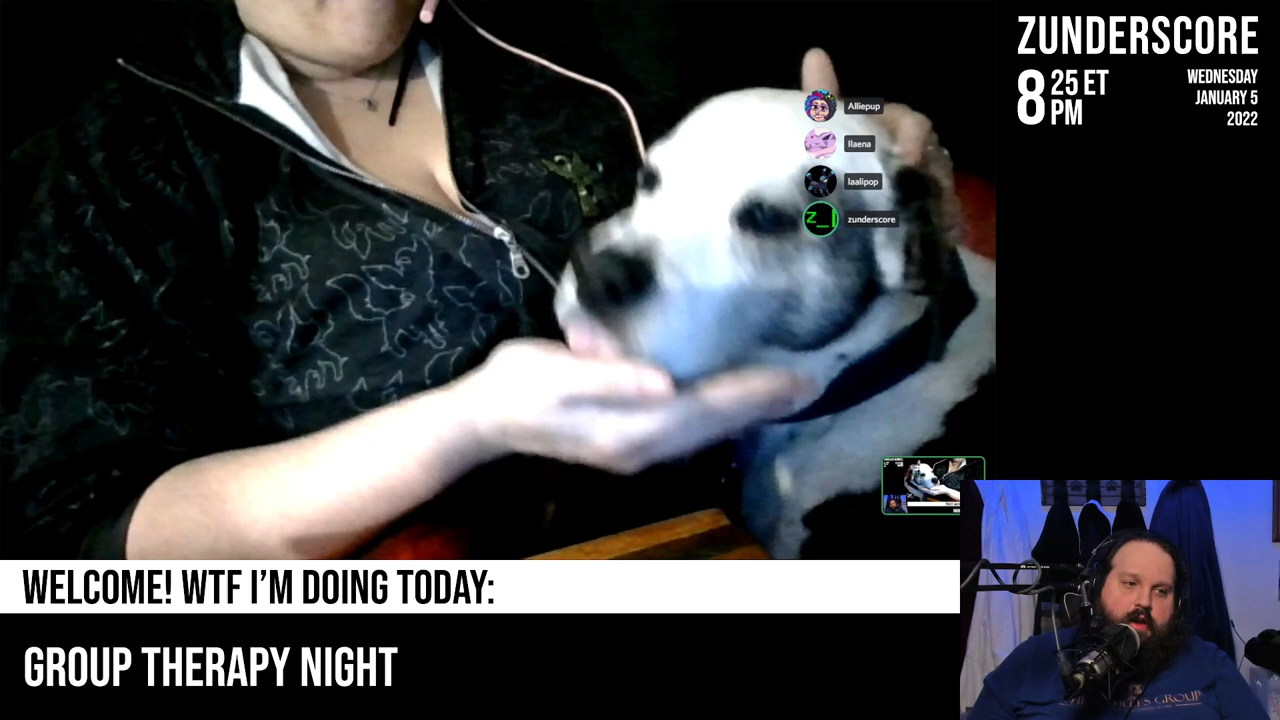 ZUNDERSCORE
8 25 ET
PM
WEDNESDAY
JANUARY 5
2022
Alliepup
llaena
laalipop
zunderscore
WELCOME! WTF I'M DOING TODAY:
GROUP THERAPY NIGHT
GROUP